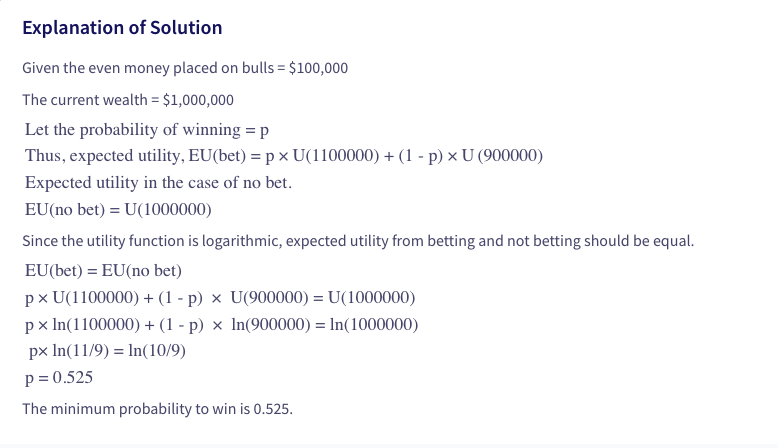 Explanation of Solution
Given the even money placed on bulls = $100,000
The current wealth = $1,000,000
Let the probability of winning = p
Thus, expected utility, EU(bet) = p × U(1100000) + (1 - p) × U (900000)
Expected utility in the case of no bet.
EU(no bet) = U(1000000)
Since the utility function is logarithmic, expected utility from betting and not betting should be equal.
EU(bet) = EU(no bet)
p × U(1100000) + (1 - p) × U(900000) = U(1000000)
p × ln(1100000) + (1 - p) × ln(900000) = ln(1000000)
p× ln(11/9) = ln(10/9)
p = 0.525
The minimum probability to win is 0.525.